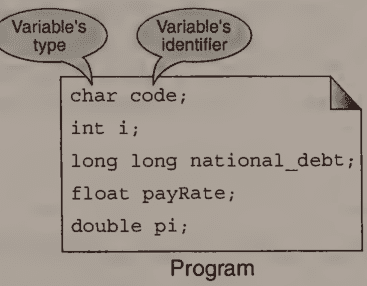 Variable's
type
Variable's
identifier
char code;
int i;
long long national_debt;
float payRate;
double pi;
Program